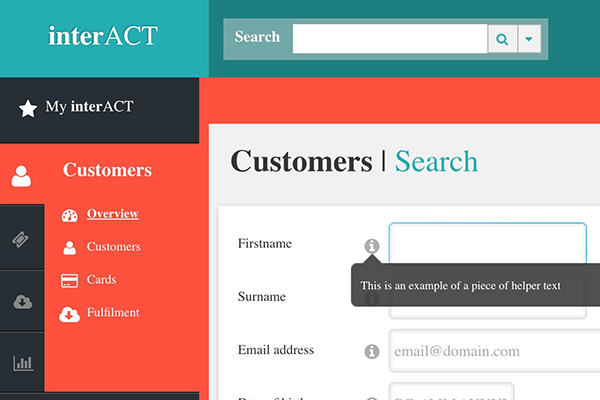 interACT
Search
My interACT
Customers
Overview
Customers
Cards
Fulfilment
Customers | Search
Firstname
This is an example of a piece of helper text
Surname
Email address
email@domain.com